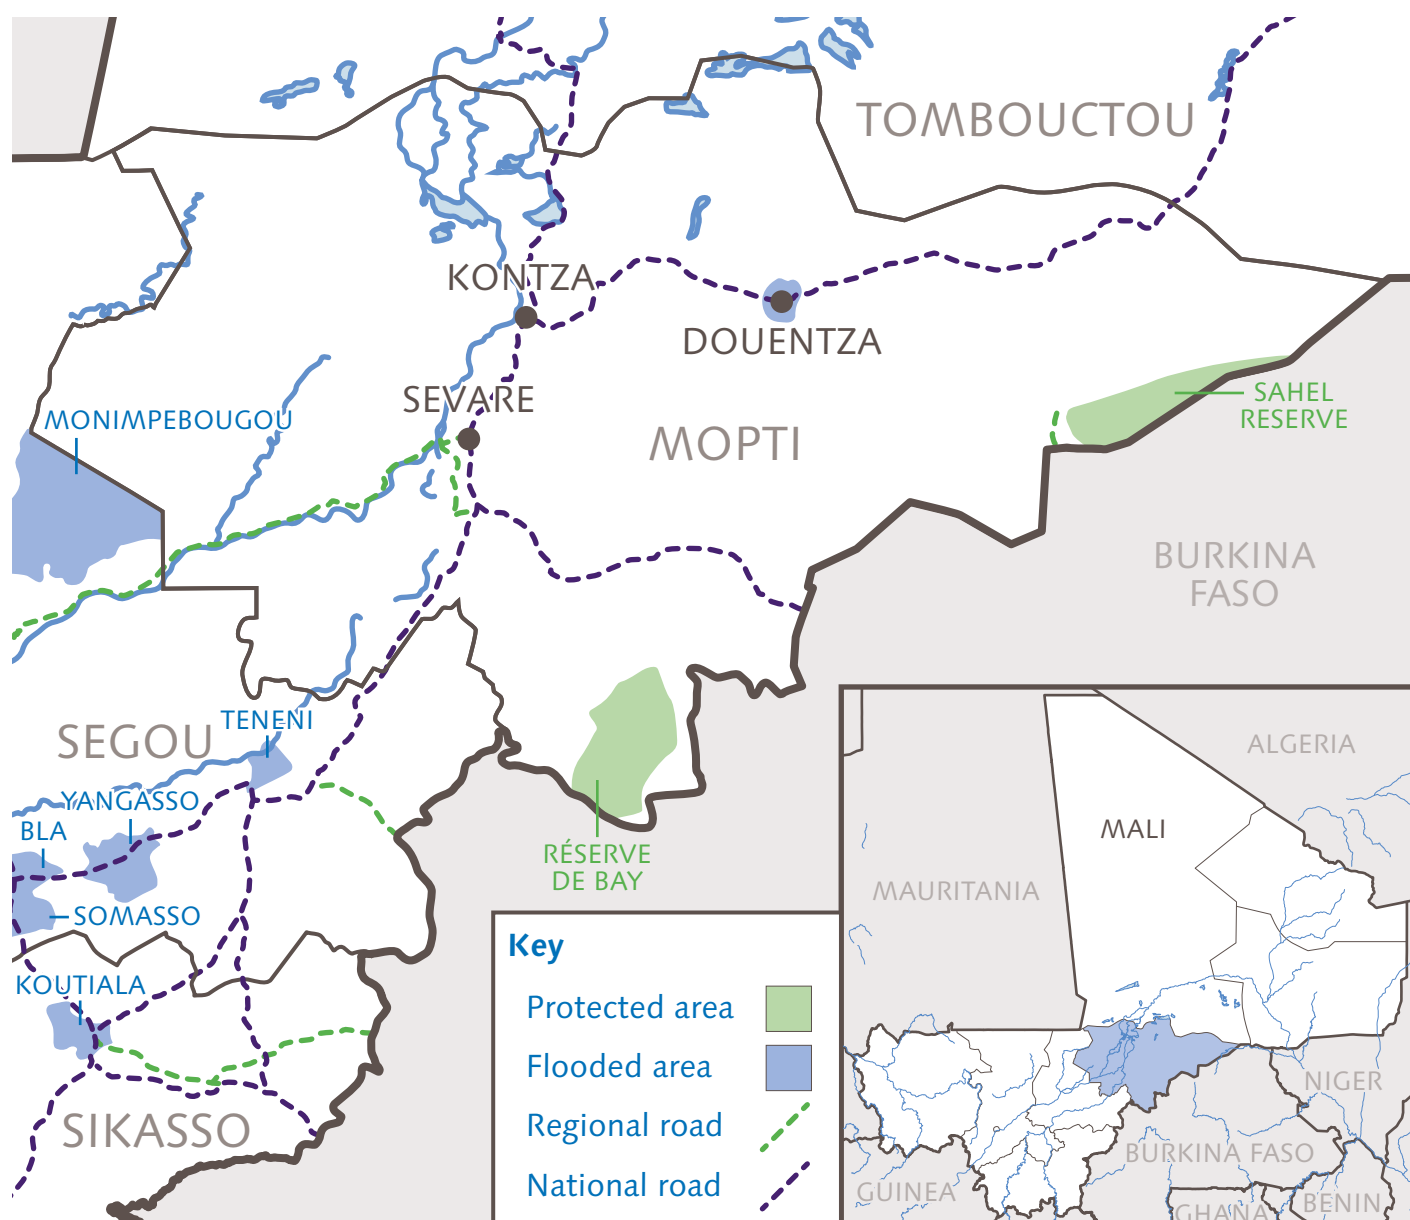 TOMBOUCTOU
KONTZA
DOUENTZA
SEVARE
MONIMPEBOUGOU
MOPTI
SAHEL
RESERVE
BURKINA
FASO
SEGOU
TENENI
YANGASSO
BLA
SOMASSO
RÉSERVE
DE BAY
KOUTIALA
SIKASSO
Key
Protected area
Flooded area
Regional road
National road
ALGERIA
MALI
MAURITANIA
NIGER
BURKINA FASO
GUINEA
GHANA
BENIN